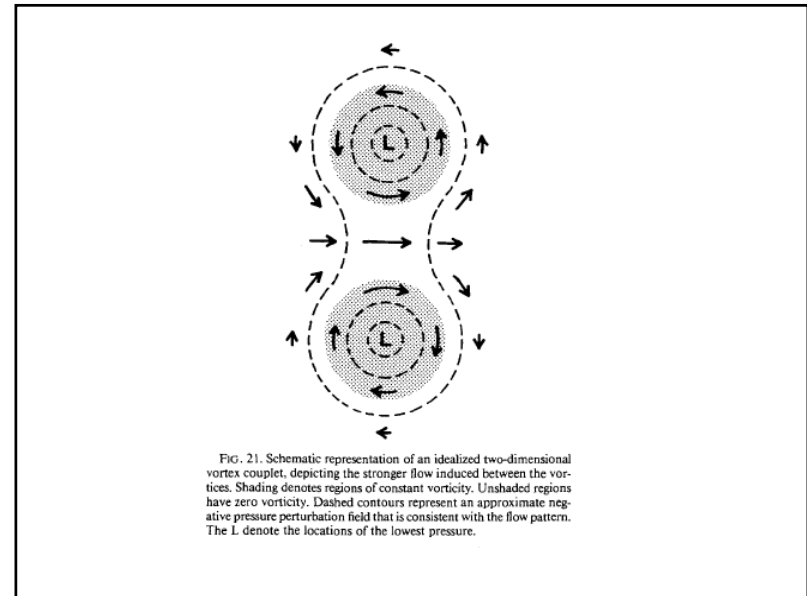 L
L
FIG. 21. Schematic representation of an idealized two-dimensional
vortex couplet, depicting the stronger flow induced between the vor-
tices. Shading denotes regions of constant vorticity. Unshaded regions
have zero vorticity. Dashed contours represent an approximate neg-
ative pressure perturbation field that is consistent with the flow pattern.
The L denote the locations of the lowest pressure.